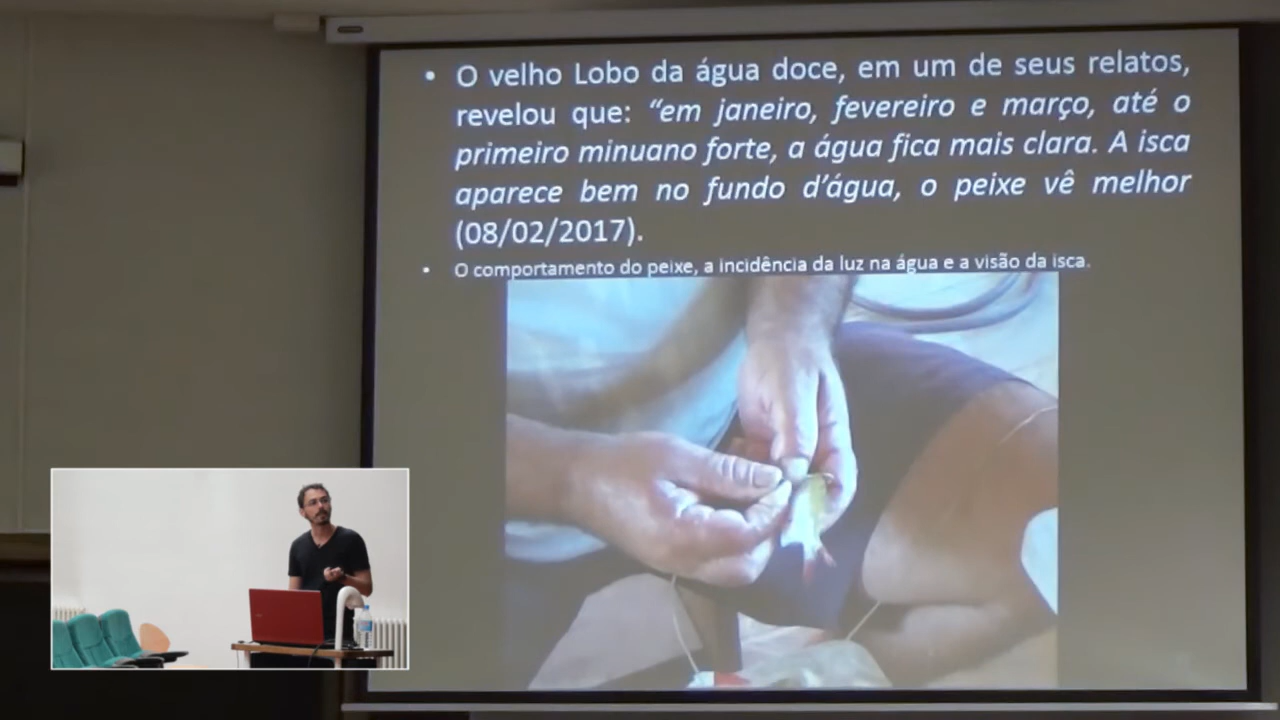 • O velho Lobo da água doce, em um de seus relatos,
revelou que: “em janeiro, fevereiro e março, até o
primeiro minuano forte, a água fica mais clara. A isca
aparece bem no fundo d’água, o peixe vê melhor
(08/02/2017).
• O comportamento do peixe, a incidência da luz na água e a visão da isca.